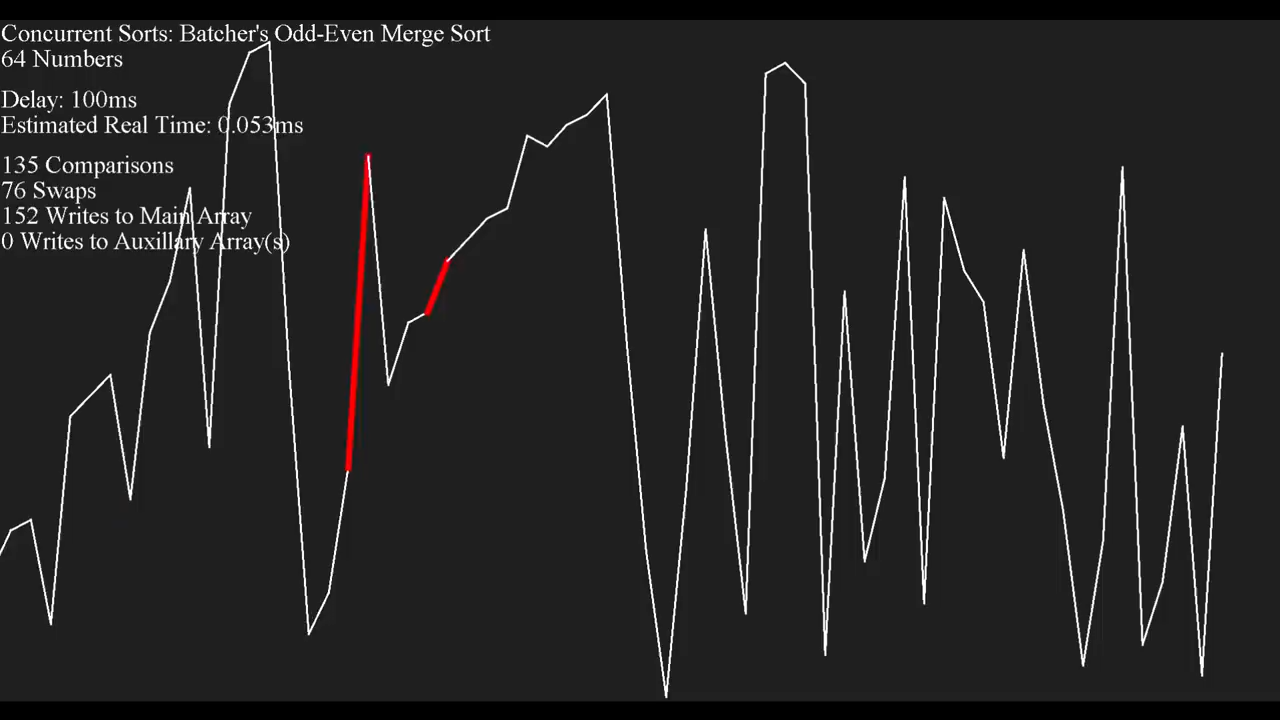 Concurrent Sorts: Batcher's Odd-Even Merge Sort
64 Numbers
Delay: 100ms
Estimated Real Time: 0.053ms
135 Comparisons
76 Swaps
152 Writes to Main Array
0 Writes to Auxillary Array(s)